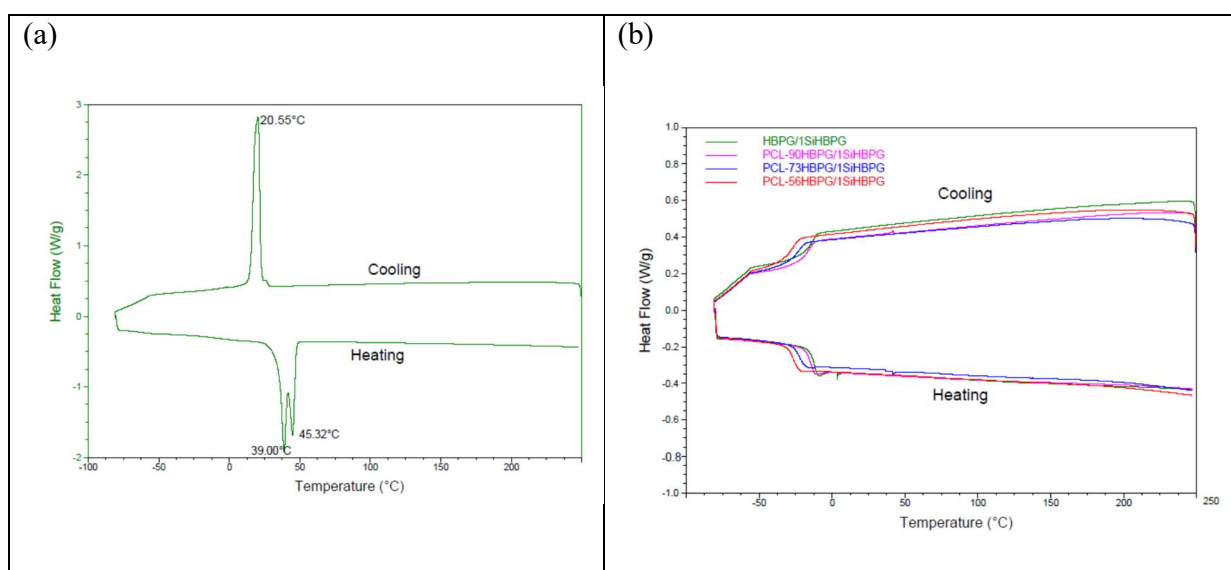 (a)
3
20.55°C
2
1
Cooling
0
Heating
-1
45.32°C
39.00°C
-2
-100
-50
0
50
100
150
200
Heat Flow (W/g)
Temperature (°C)
(b)
1.0
HBPG/1SiHBPG
PCL-90HBPG/1SiHBPG
PCL-73HBPG/1SiHBPG
PCL-56HBPG/1SiHBPG
0.8
Cooling
0.6
0.4
0.2
0.0
-0.2
-0.4
Heating
-0.6
-0.8
-1.0
-50
0
50
100
150
200
250
Heat Flow (W/g)
Temperature (°C)